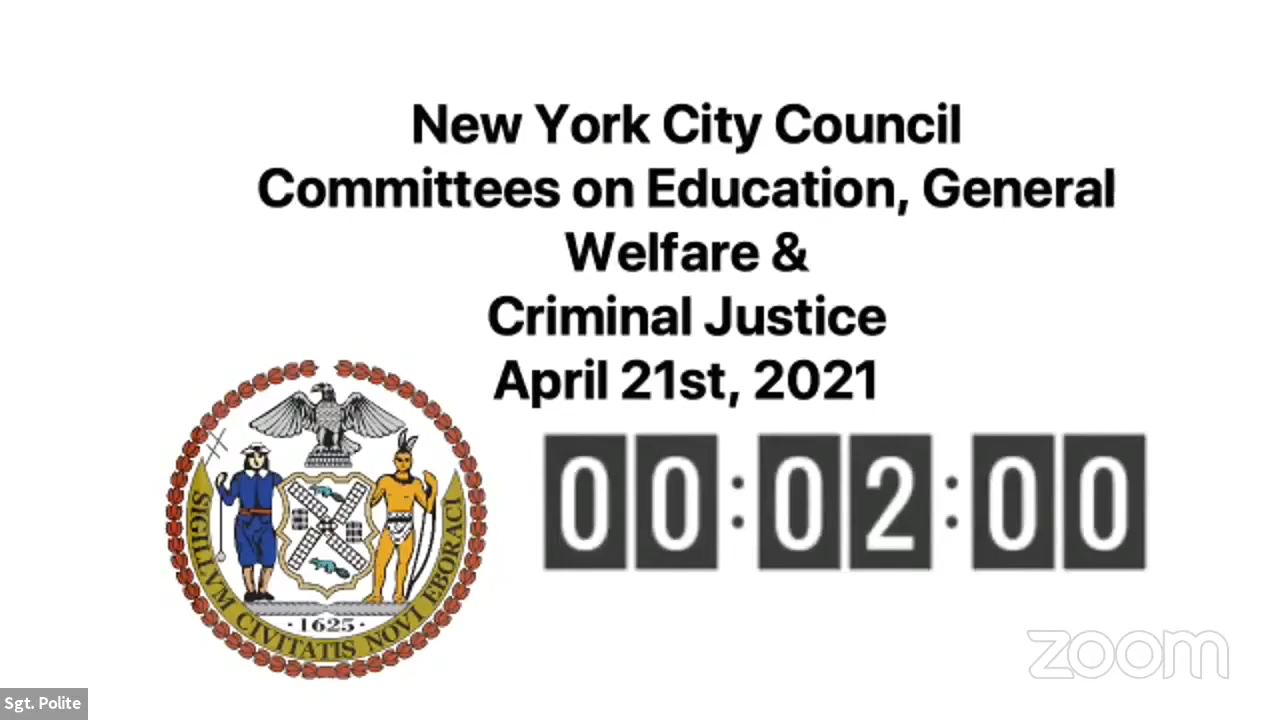 New York City Council
Committees on Education, General
Welfare &
Criminal Justice
April 21st, 2021
00:02:00
SIGILLVM CIVITATIS NOVI EBORACI
· 1625 ·
zoom
Sgt. Polite